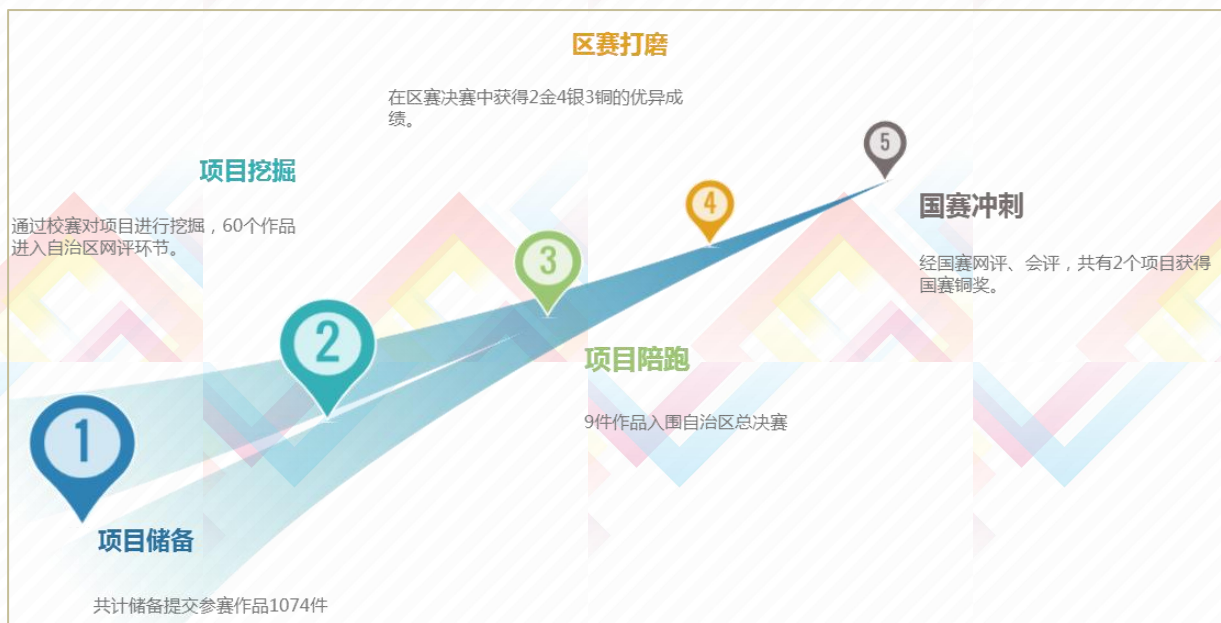 1
项目储备
共计储备提交参赛作品1074件
2
项目挖掘
通过校赛对项目进行挖掘，60个作品
进入自治区网评环节。
3
项目陪跑
9件作品入围自治区总决赛
4
区赛打磨
在区赛决赛中获得2金4银3铜的优异成
绩。
5
国赛冲刺
经国赛网评、会评，共有2个项目获得
国赛铜奖。